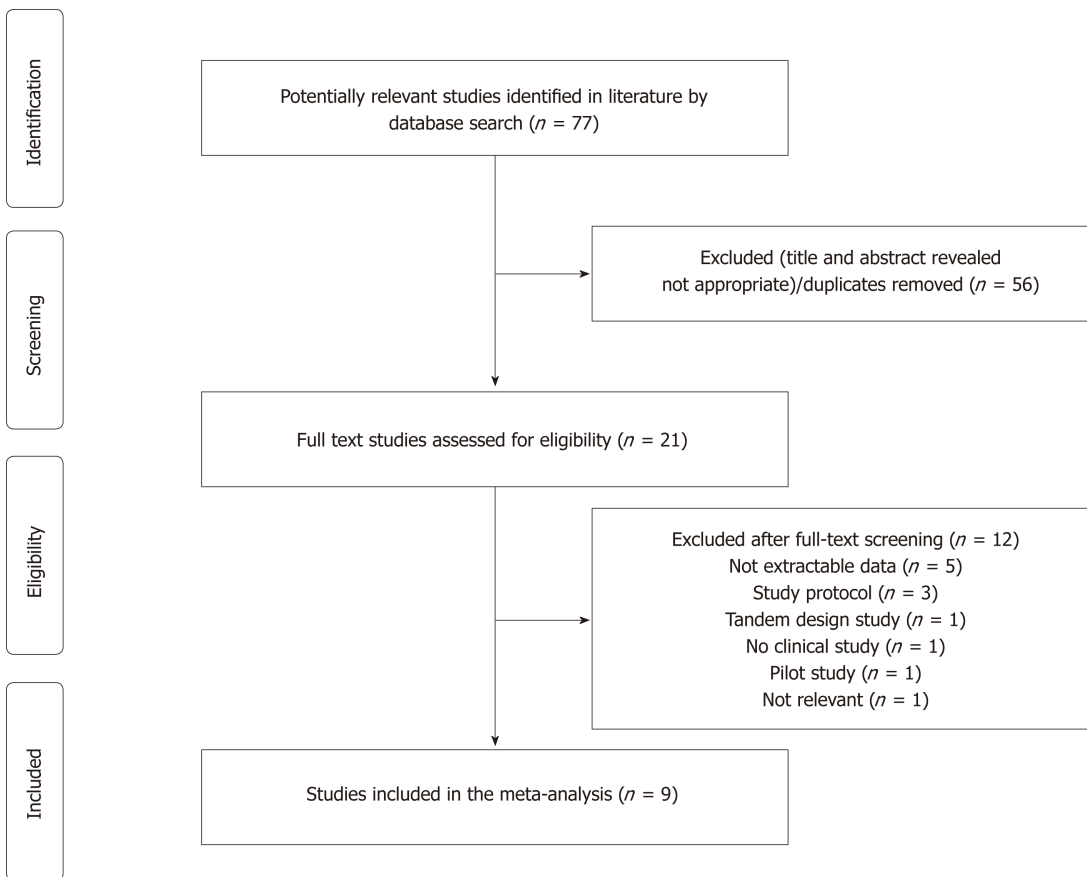 Identification
Potentially relevant studies identified in literature by
database search (n = 77)
Screening
Excluded (title and abstract revealed
not appropriate)/duplicates removed (n = 56)
Full text studies assessed for eligibility (n = 21)
Eligibility
Excluded after full-text screening (n = 12)
Not extractable data (n = 5)
Study protocol (n = 3)
Tandem design study (n = 1)
No clinical study (n = 1)
Pilot study (n = 1)
Not relevant (n = 1)
Included
Studies included in the meta-analysis (n = 9)